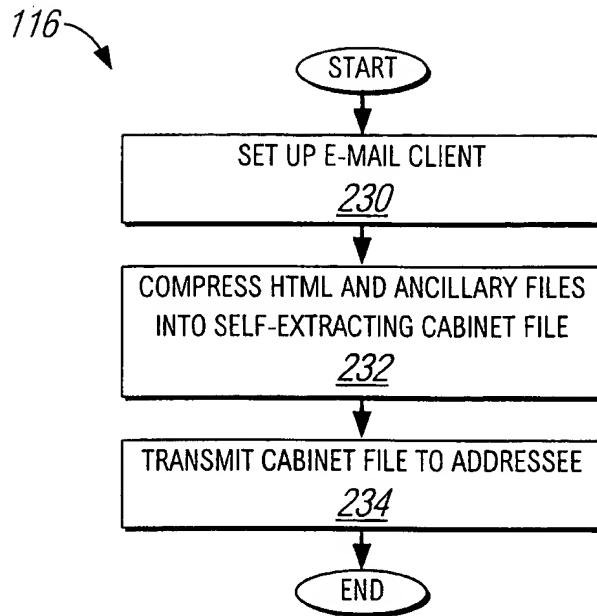 116
START
SET UP E-MAIL CLIENT
230
COMPRESS HTML AND ANCILLARY FILES
INTO SELF-EXTRACTING CABINET FILE
232
TRANSMIT CABINET FILE TO ADDRESSEE
234
END